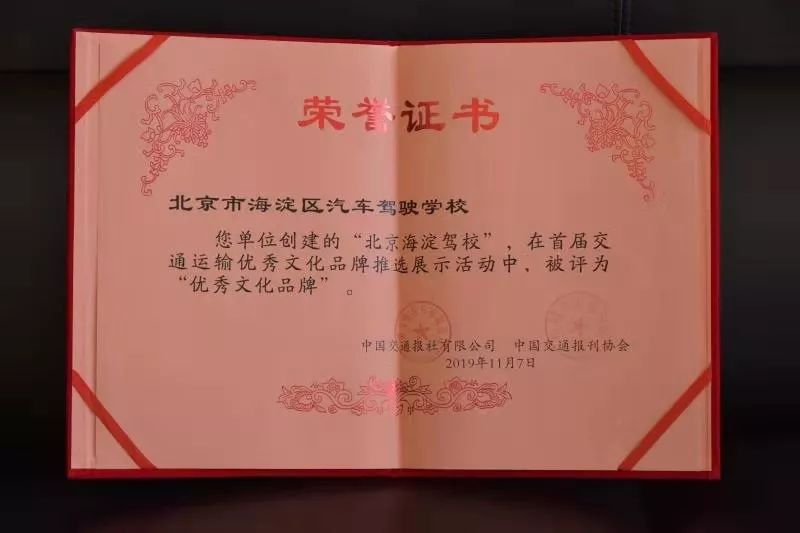 荣誉证书
北京市海淀区汽车驾驶学校
您单位创建的“北京海淀驾校”，在首届交
通运输优秀文化品牌推选展示活动中，被评为
“优秀文化品牌”。
中国交通报社有限公司 中国交通报刊协会
2019年11月7日